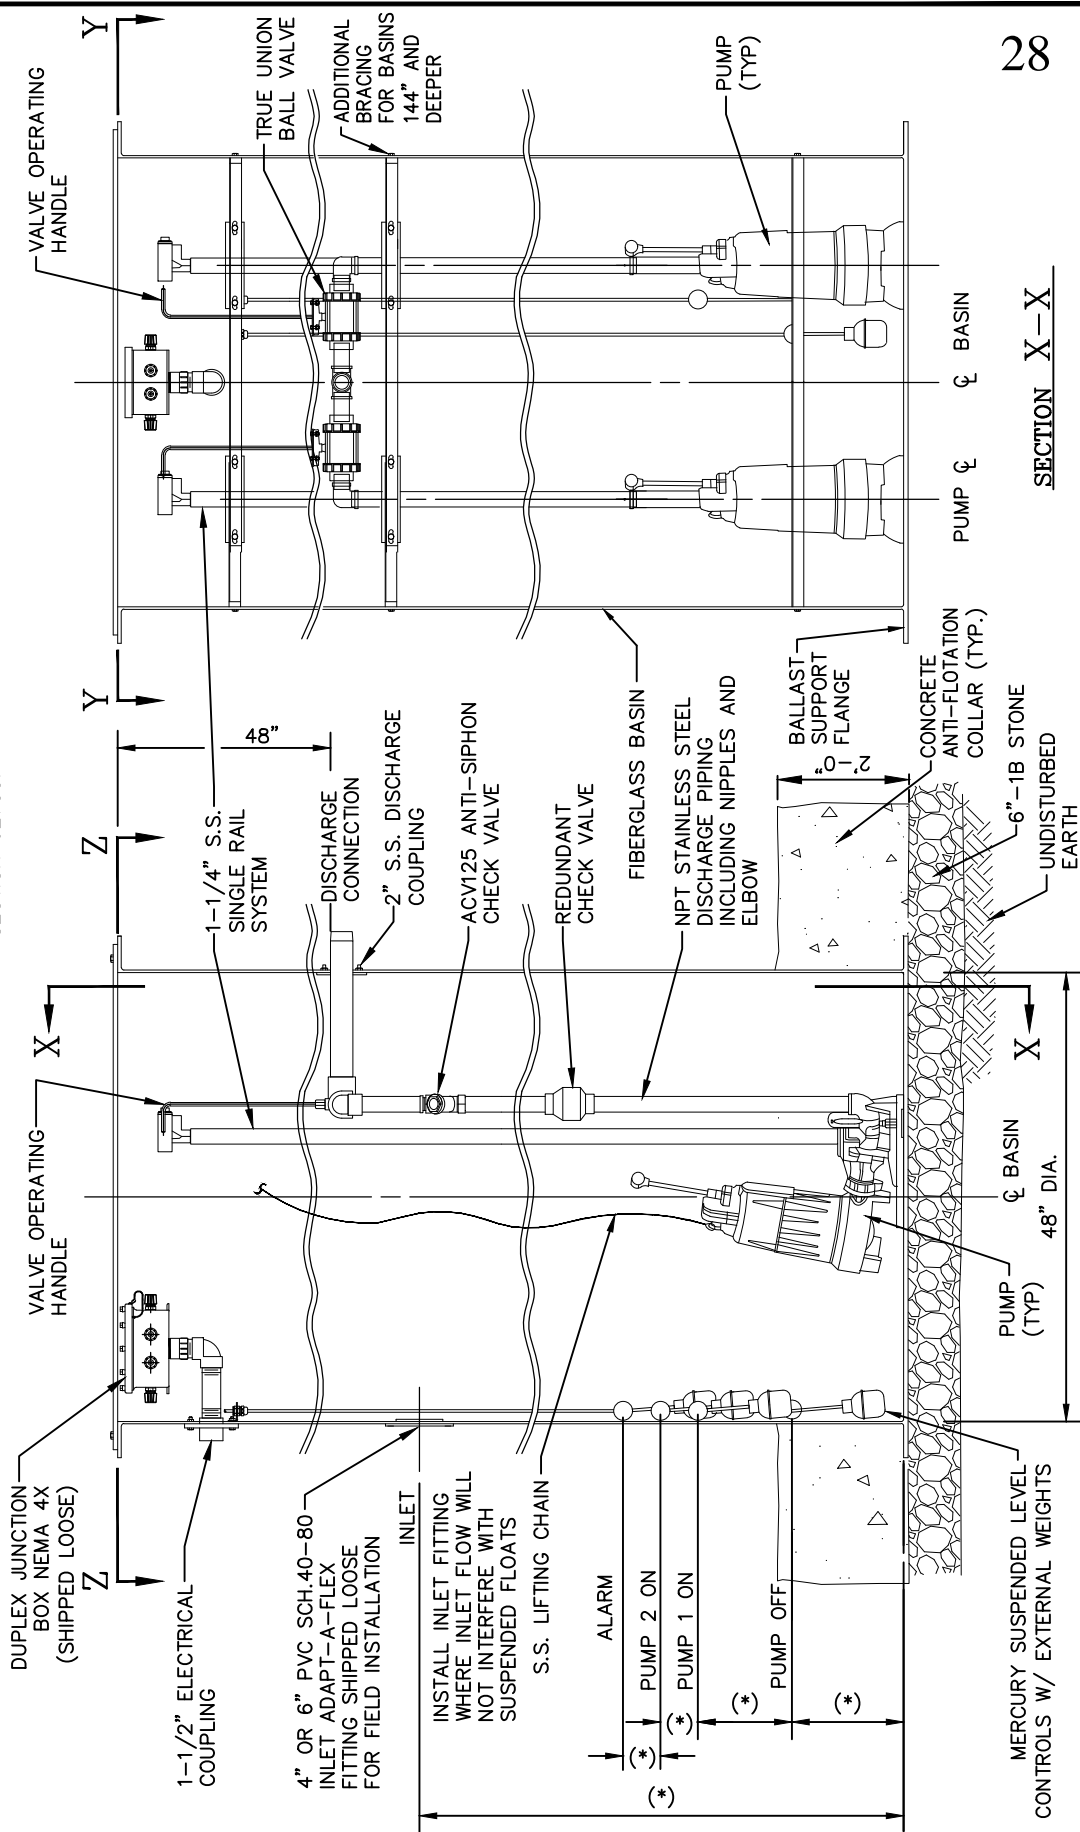 28
Y
Y
VALVE OPERATING
HANDLE
TRUE UNION
BALL VALVE
ADDITIONAL
BRACING
FOR BASINS
144" AND
DEEPER
PUMP
(TYP)
PUMP ℄
℄ BASIN
SECTION X-X
Z
Z
DUPLEX JUNCTION
BOX NEMA 4X
(SHIPPED LOOSE)
VALVE OPERATING
HANDLE
X
X
1-1/4" S.S.
SINGLE RAIL
SYSTEM
48"
DISCHARGE
CONNECTION
2" S.S. DISCHARGE
COUPLING
ACV125 ANTI-SIPHON
CHECK VALVE
REDUNDANT
CHECK VALVE
FIBERGLASS BASIN
NPT STAINLESS STEEL
DISCHARGE PIPING
INCLUDING NIPPLES AND
ELBOW
BALLAST
SUPPORT
FLANGE
2'-0"
CONCRETE
ANTI-FLOTATION
COLLAR (TYP.)
6"-1B STONE
UNDISTURBED
EARTH
1-1/2" ELECTRICAL
COUPLING
4" OR 6" PVC SCH.40-80
INLET ADAPT-A-FLEX
FITTING SHIPPED LOOSE
FOR FIELD INSTALLATION
INLET
INSTALL INLET FITTING
WHERE INLET FLOW WILL
NOT INTERFERE WITH
SUSPENDED FLOATS
S.S. LIFTING CHAIN
ALARM
PUMP 2 ON
PUMP 1 ON
PUMP OFF
(*)
(*)
(*)
(*)
(*)
MERCURY SUSPENDED LEVEL
CONTROLS W/ EXTERNAL WEIGHTS
PUMP
(TYP)
℄ BASIN
48" DIA.